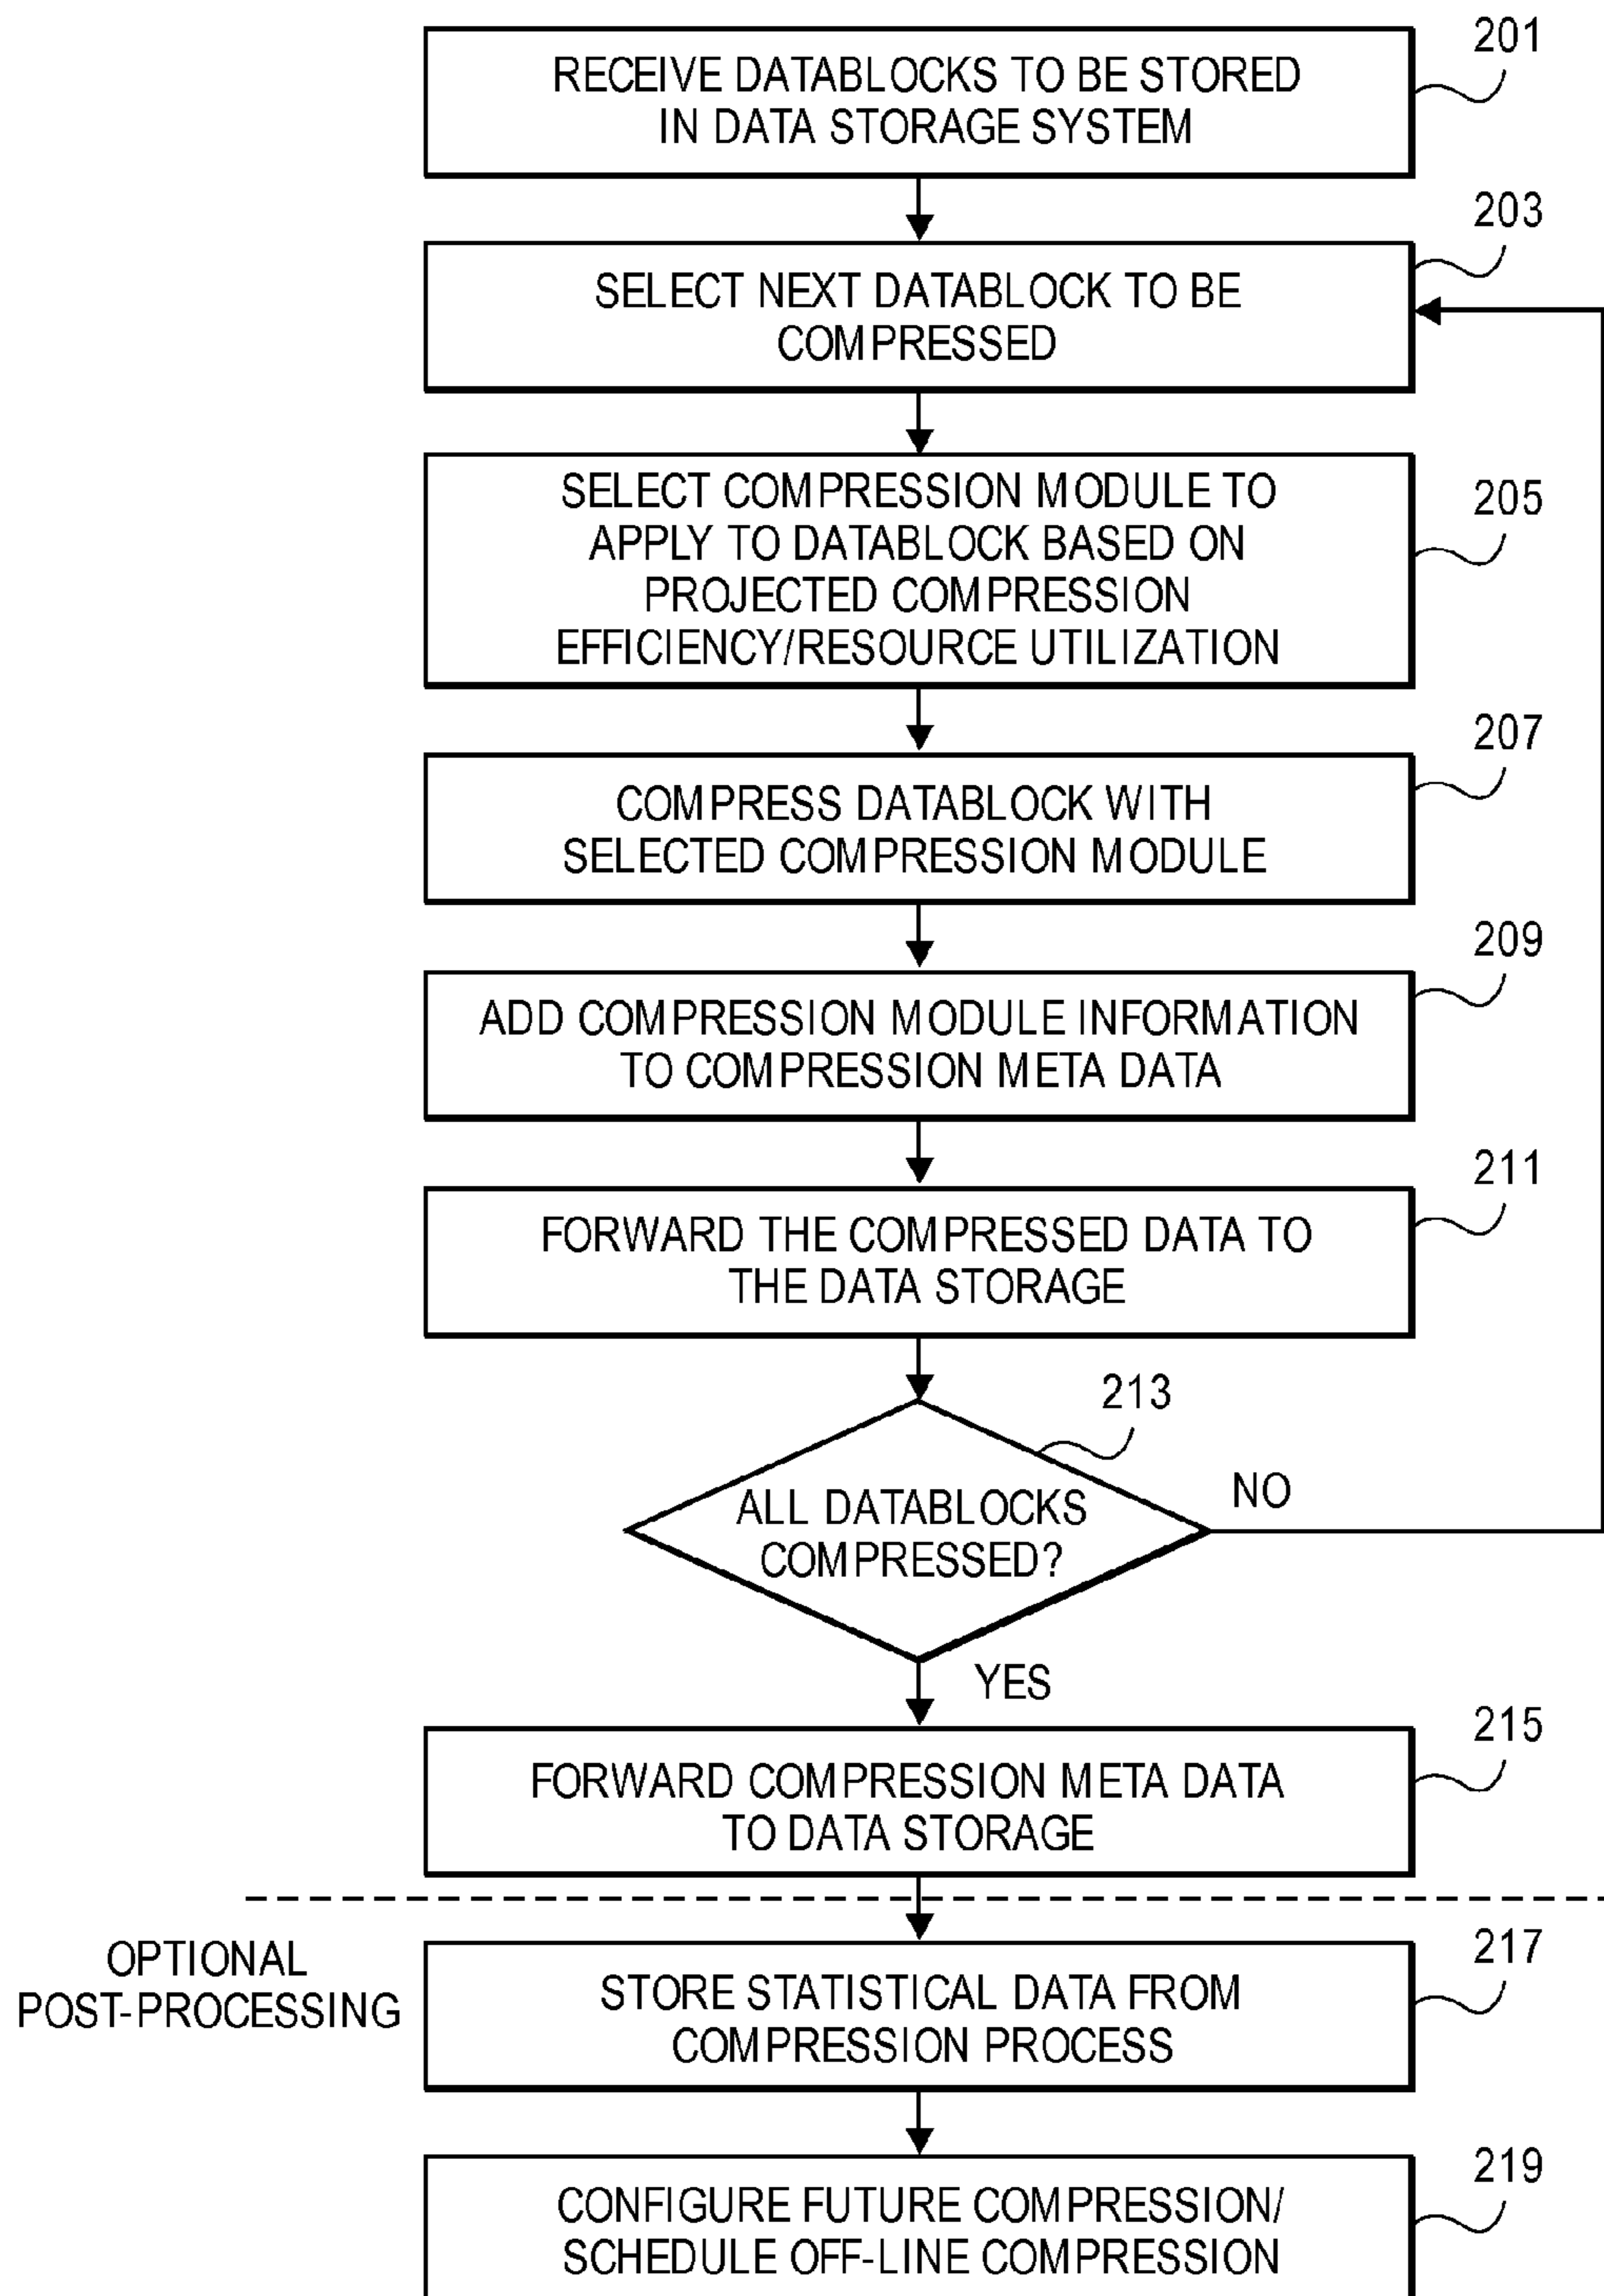 201
RECEIVE DATABLOCKS TO BE STORED
IN DATA STORAGE SYSTEM
203
SELECT NEXT DATABLOCK TO BE
COMPRESSED
205
SELECT COMPRESSION MODULE TO
APPLY TO DATABLOCK BASED ON
PROJECTED COMPRESSION
EFFICIENCY/RESOURCE UTILIZATION
207
COMPRESS DATABLOCK WITH
SELECTED COMPRESSION MODULE
209
ADD COMPRESSION MODULE INFORMATION
TO COMPRESSION META DATA
211
FORWARD THE COMPRESSED DATA TO
THE DATA STORAGE
213
ALL DATABLOCKS
COMPRESSED?
NO
YES
215
FORWARD COMPRESSION META DATA
TO DATA STORAGE
OPTIONAL
POST-PROCESSING
217
STORE STATISTICAL DATA FROM
COMPRESSION PROCESS
219
CONFIGURE FUTURE COMPRESSION/
SCHEDULE OFF-LINE COMPRESSION